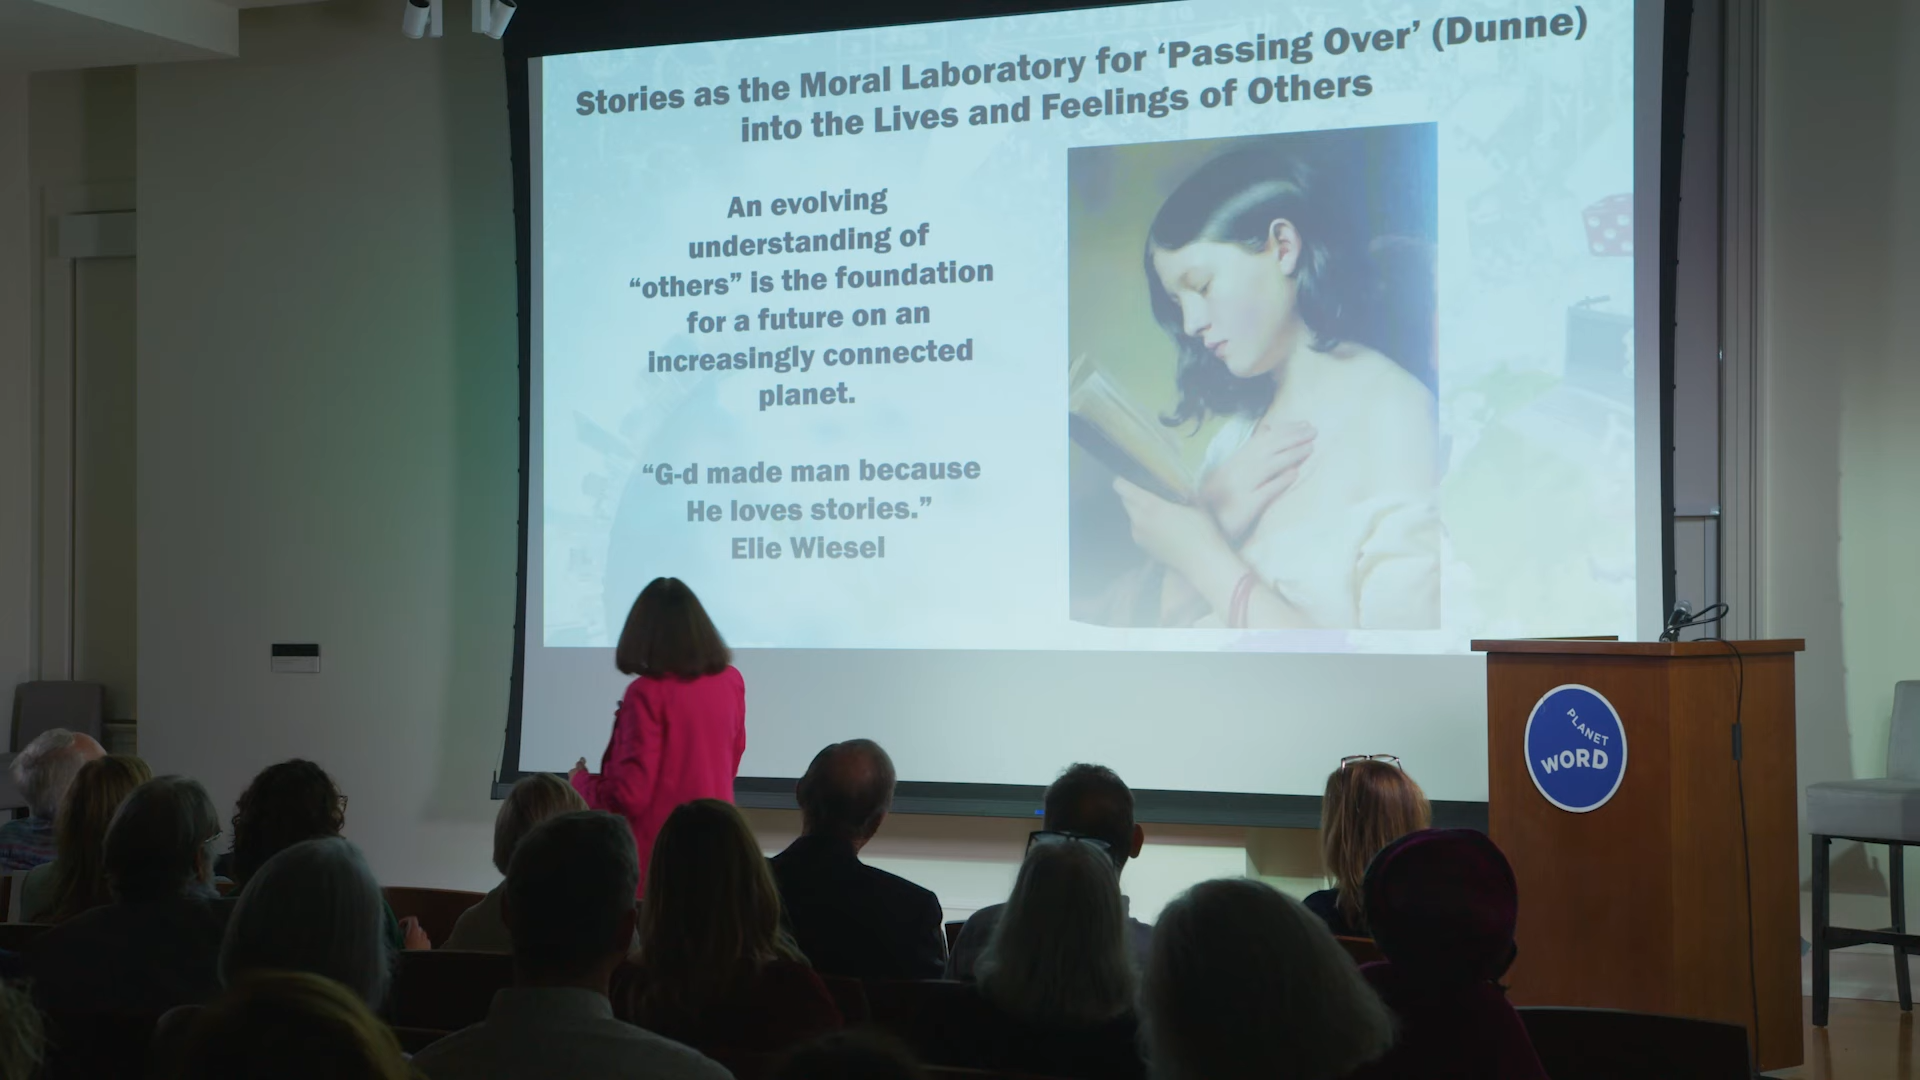 Stories as the Moral Laboratory for ‘Passing Over’ (Dunne)
into the Lives and Feelings of Others
An evolving
understanding of
“others” is the foundation
for a future on an
increasingly connected
planet.
“G-d made man because
He loves stories.”
Elie Wiesel
PLANET
WORD